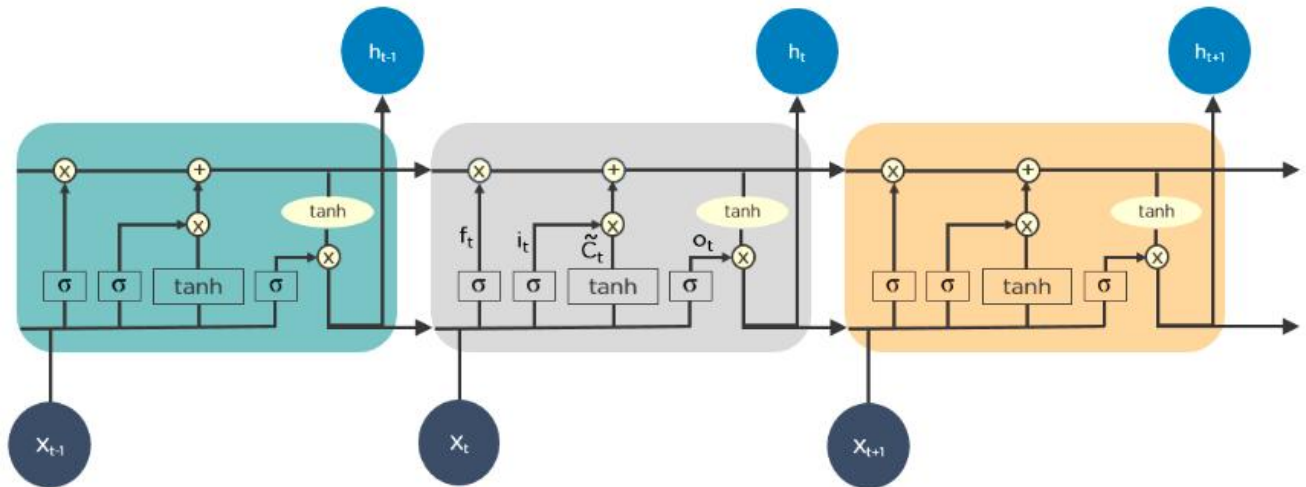 h_{t-1} h_t h_{t+1}
x + x + x +
tanh tanh tanh
x x x
f_t i_t C̃_t o_t
x x x
σ σ tanh σ σ σ tanh σ σ σ tanh σ
X_{t-1} X_t X_{t+1}